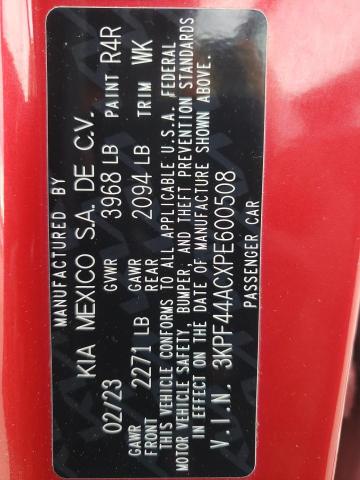 MANUFACTURED BY
KIA MEXICO S.A. DE C.V.
02/23 GVWR 3968 LB PAINT R4R
GAWR FRONT 2271 LB GAWR REAR 2094 LB TRIM WK
THIS VEHICLE CONFORMS TO ALL APPLICABLE U.S.A. FEDERAL
MOTOR VEHICLE SAFETY, BUMPER, AND THEFT PREVENTION STANDARDS
IN EFFECT ON THE DATE OF MANUFACTURE SHOWN ABOVE.
V.I.N. 3KPF44ACXPE600508
PASSENGER CAR